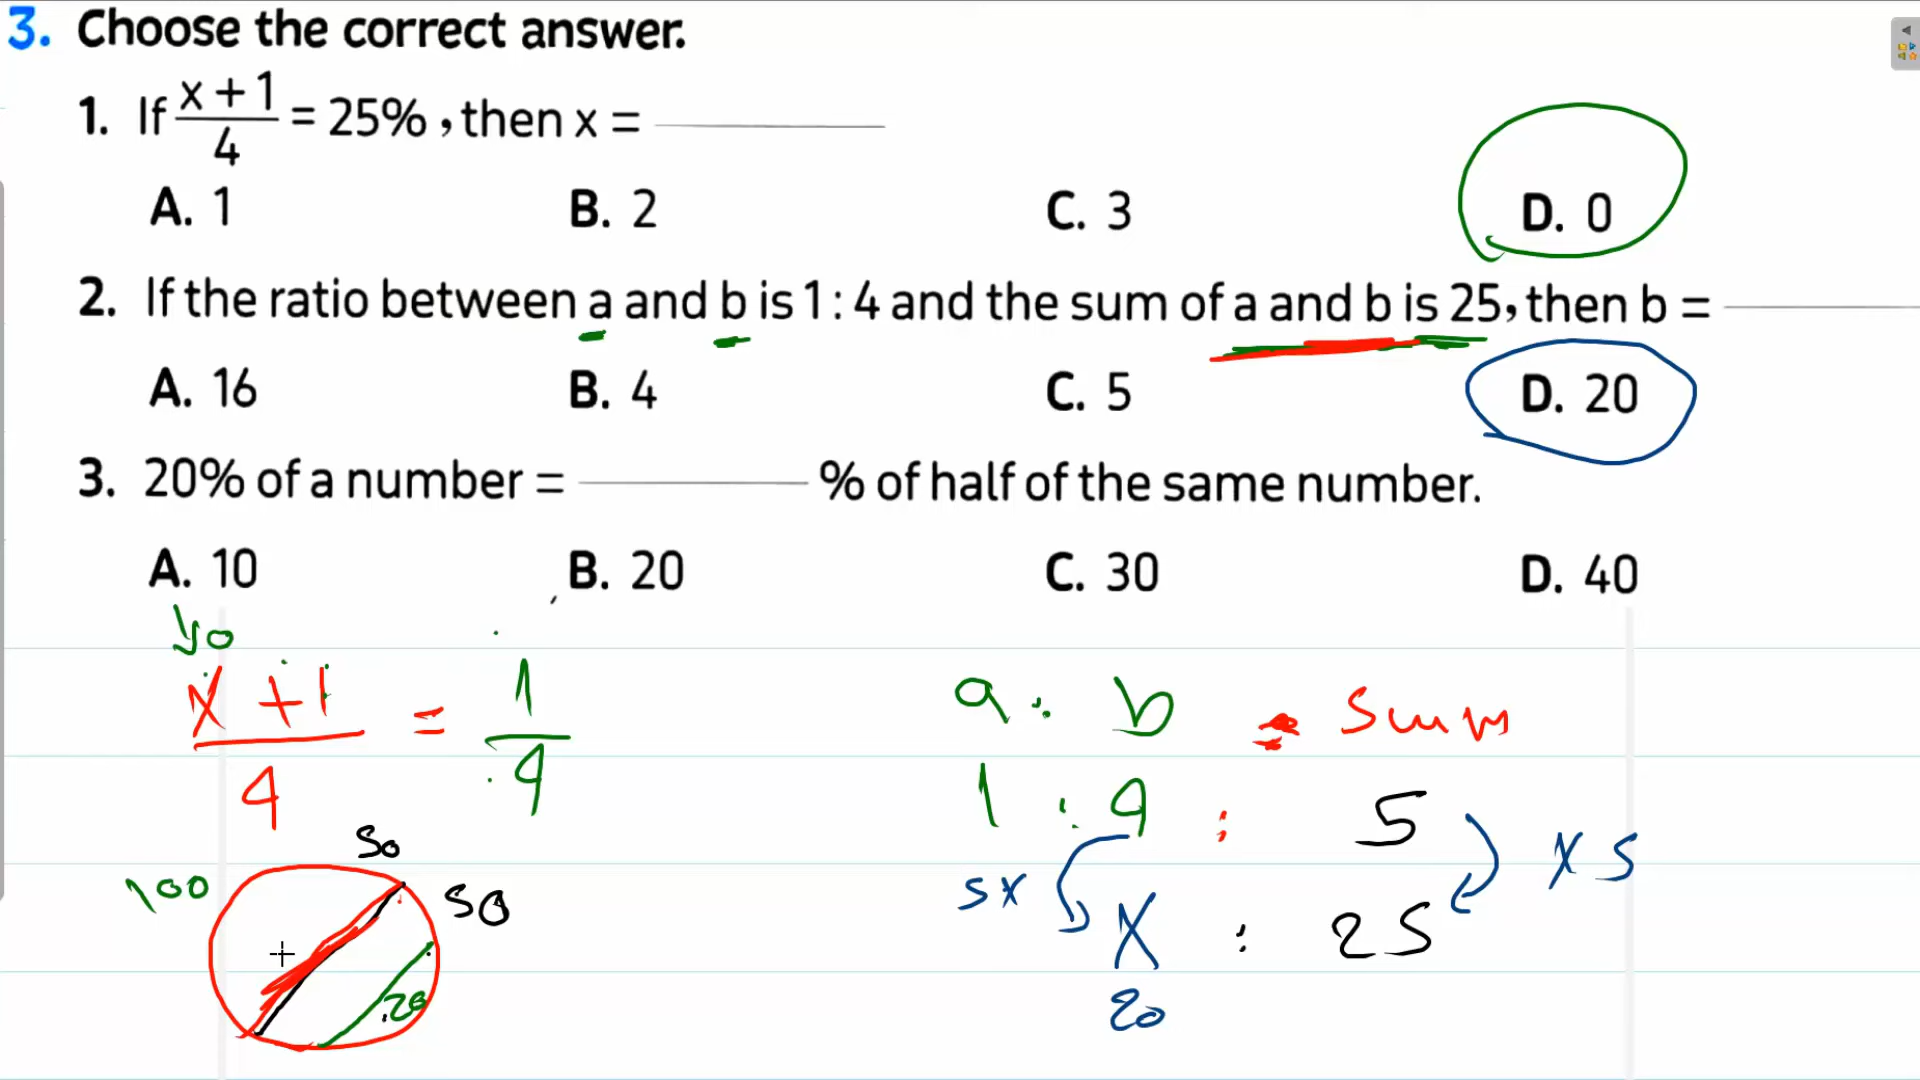 3. Choose the correct answer.
1. If x + 1 / 4 = 25% , then x = ______
A. 1 B. 2 C. 3 D. 0
2. If the ratio between a and b is 1 : 4 and the sum of a and b is 25, then b = ______
A. 16 B. 4 C. 5 D. 20
3. 20% of a number = ______ % of half of the same number.
A. 10 B. 20 C. 30 D. 40
0
x + 1 / 4 = 1 / 4
a : b = sum
1 : 4 : 5
50
x 5
100
50
5x
x : 25
20
20